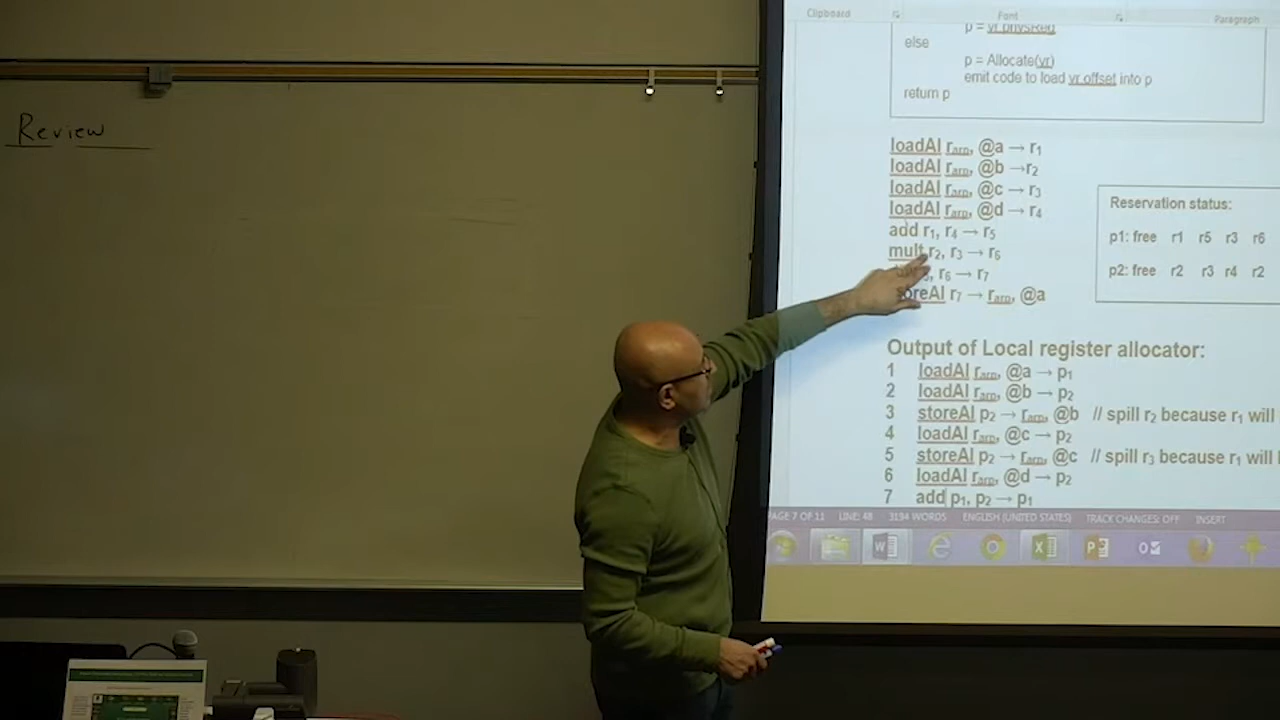 Review
Clipboard
Font
Paragraph
p = vr.physReg
else
p = Allocate(vr)
emit code to load vr.offset into p
return p
loadAI rarp, @a → r1
loadAI rarp, @b →r2
loadAI rarp, @c → r3
loadAI rarp, @d → r4
add r1, r4 → r5
mult r2, r3 → r6
, r6 → r7
storeAI r7 → rarp, @a
Reservation status:
p1: free r1 r5 r3 r6
p2: free r2 r3 r4 r2
Output of Local register allocator:
1 loadAI rarp, @a → p1
2 loadAI rarp, @b → p2
3 storeAI p2 → rarp, @b // spill r2 because r1 will
4 loadAI rarp, @c → p2
5 storeAI p2 → rarp, @c // spill r3 because r1 will
6 loadAI rarp, @d → p2
7 add p1, p2 → p1
PAGE 7 OF 11 LINE: 48 3194 WORDS ENGLISH (UNITED STATES) TRACK CHANGES: OFF INSERT